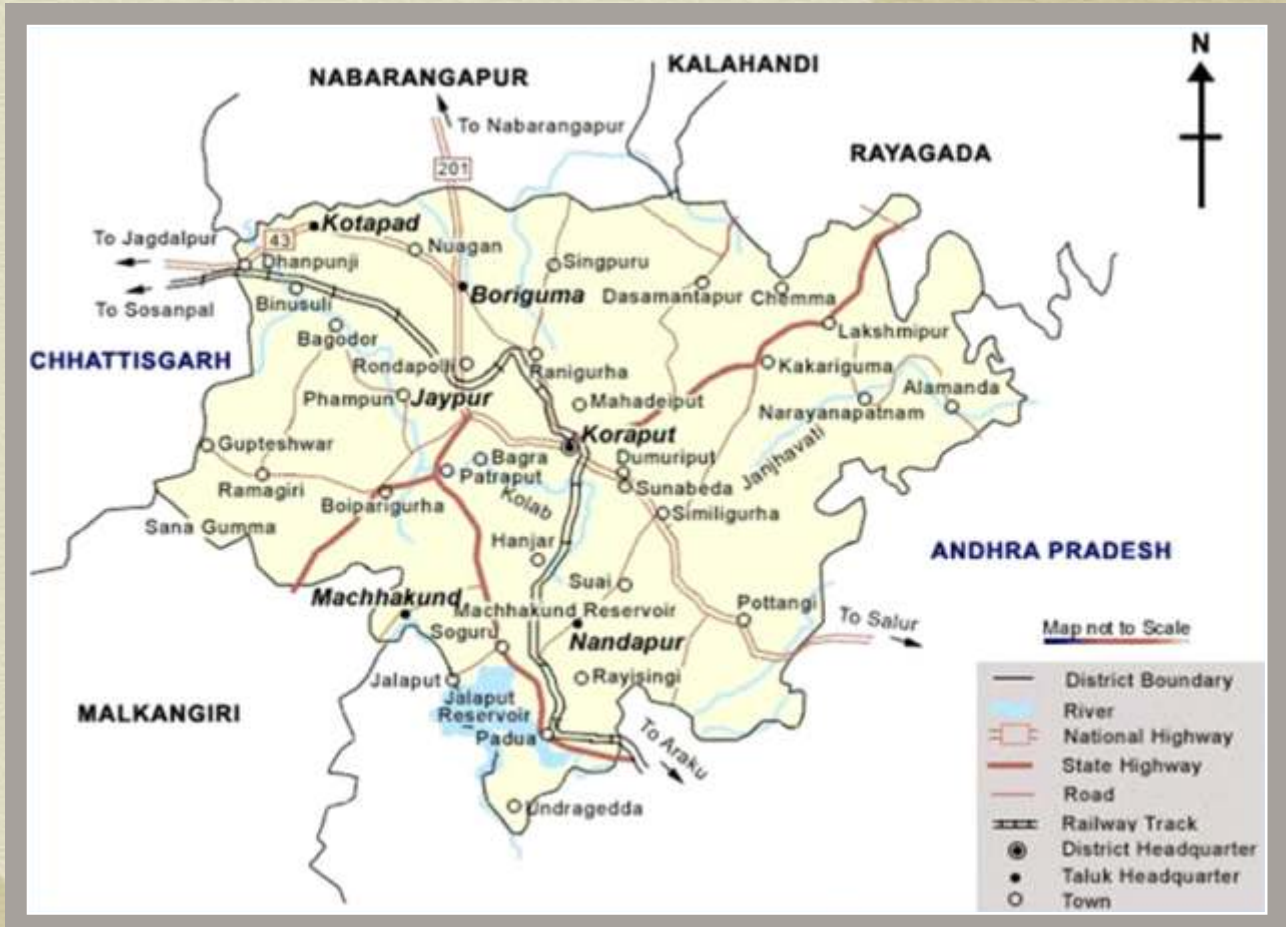 N
KALAHANDI
NABARANGAPUR
To Nabarangapur
RAYAGADA
201
Kotapad
To Jagdalpur
43
Nuagan
Dhanpunji
Singpuru
Binusuli
Boriguma
Dasamantapur
Chemma
To Sosanpal
Bagodor
Lakshmipur
CHHATTISGARH
Rondapolli
Ranigurha
Kakariguma
Alamanda
Phampun
Jaypur
Mahadeiput
Narayanapatnam
Koraput
Gupteshwar
Bagra
Dumuriput
Janjhavati
Patraput
Sunabeda
Ramagiri
Boiparigurha
Kolab
Similigurha
Sana Gumma
Hanjar
ANDHRA PRADESH
Suai
Machhakund
Machhakund Reservoir
Pottangi
To Salur
Soguru
Nandapur
Map not to Scale
Jalaput
Rayisingi
District Boundary
MALKANGIRI
Jalaput
Reservoir
River
Padua
To Araku
National Highway
State Highway
Road
Undragedda
Railway Track
District Headquarter
Taluk Headquarter
Town